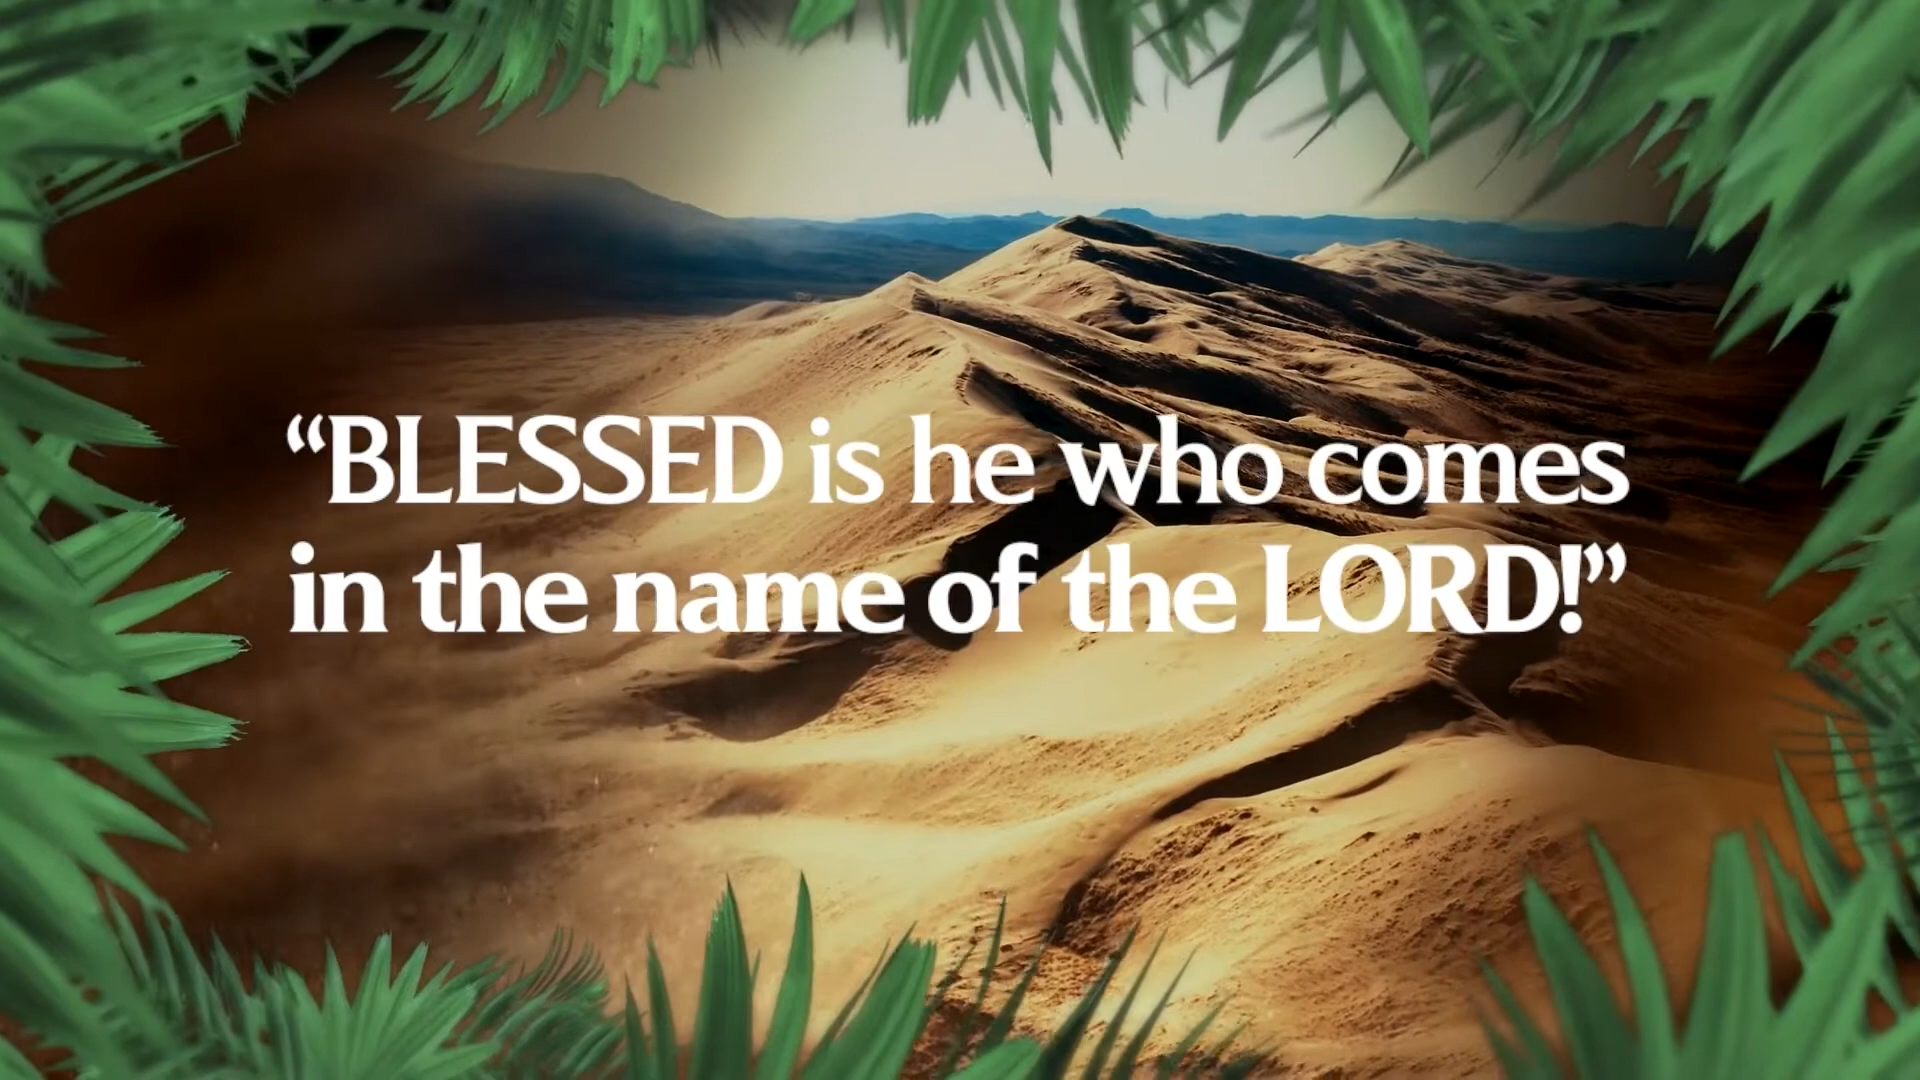 “BLESSED is he who comes
in the name of the LORD!”